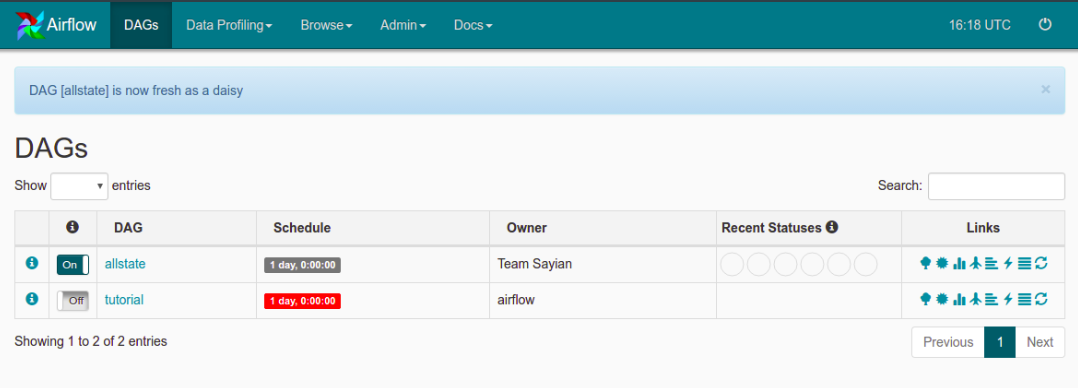 Airflow DAGs Data Profiling Browse Admin Docs 16:18 UTC
DAG [allstate] is now fresh as a daisy ×
DAGs
Show entries Search:
DAG Schedule Owner Recent Statuses Links
On allstate 1 day, 0:00:00 Team Sayian
Off tutorial 1 day, 0:00:00 airflow
Showing 1 to 2 of 2 entries Previous 1 Next